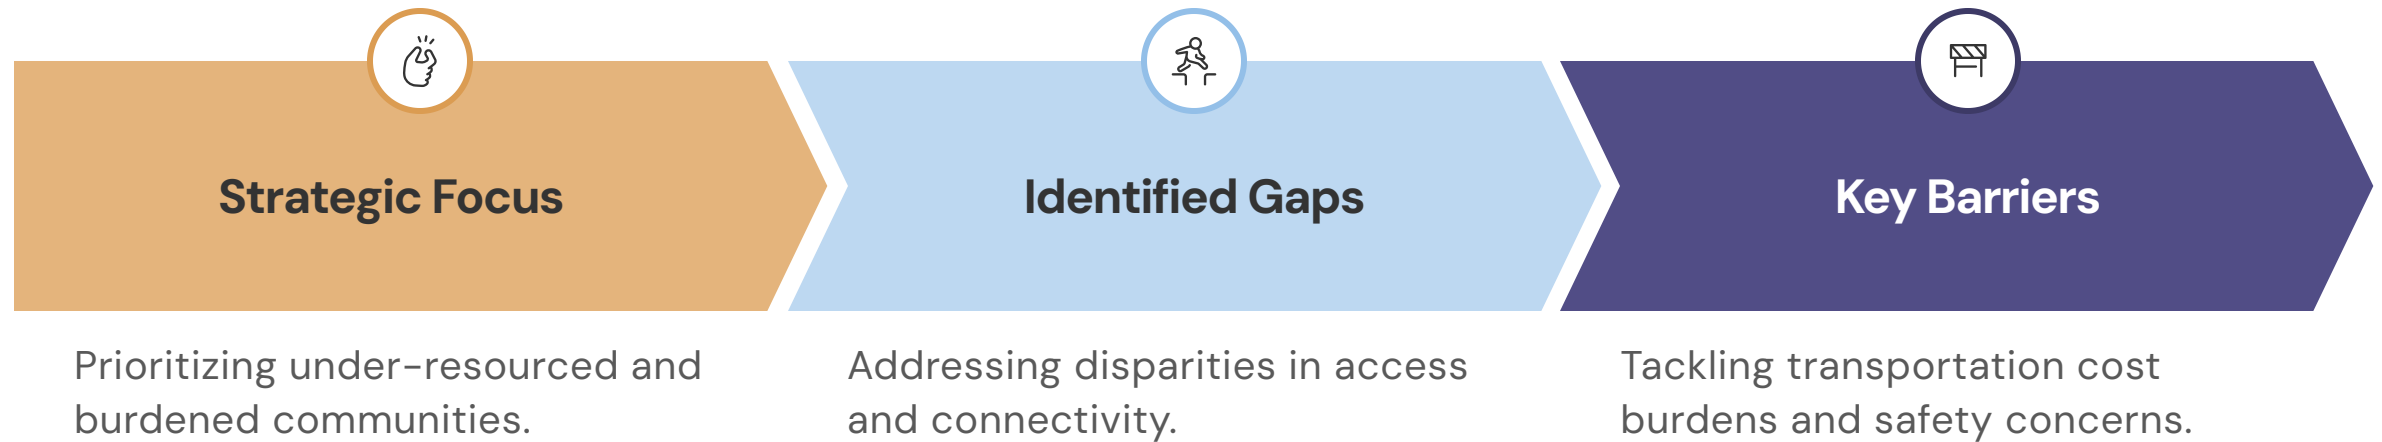 Strategic Focus
Identified Gaps
Key Barriers
Prioritizing under-resourced and
burdened communities.
Addressing disparities in access
and connectivity.
Tackling transportation cost
burdens and safety concerns.